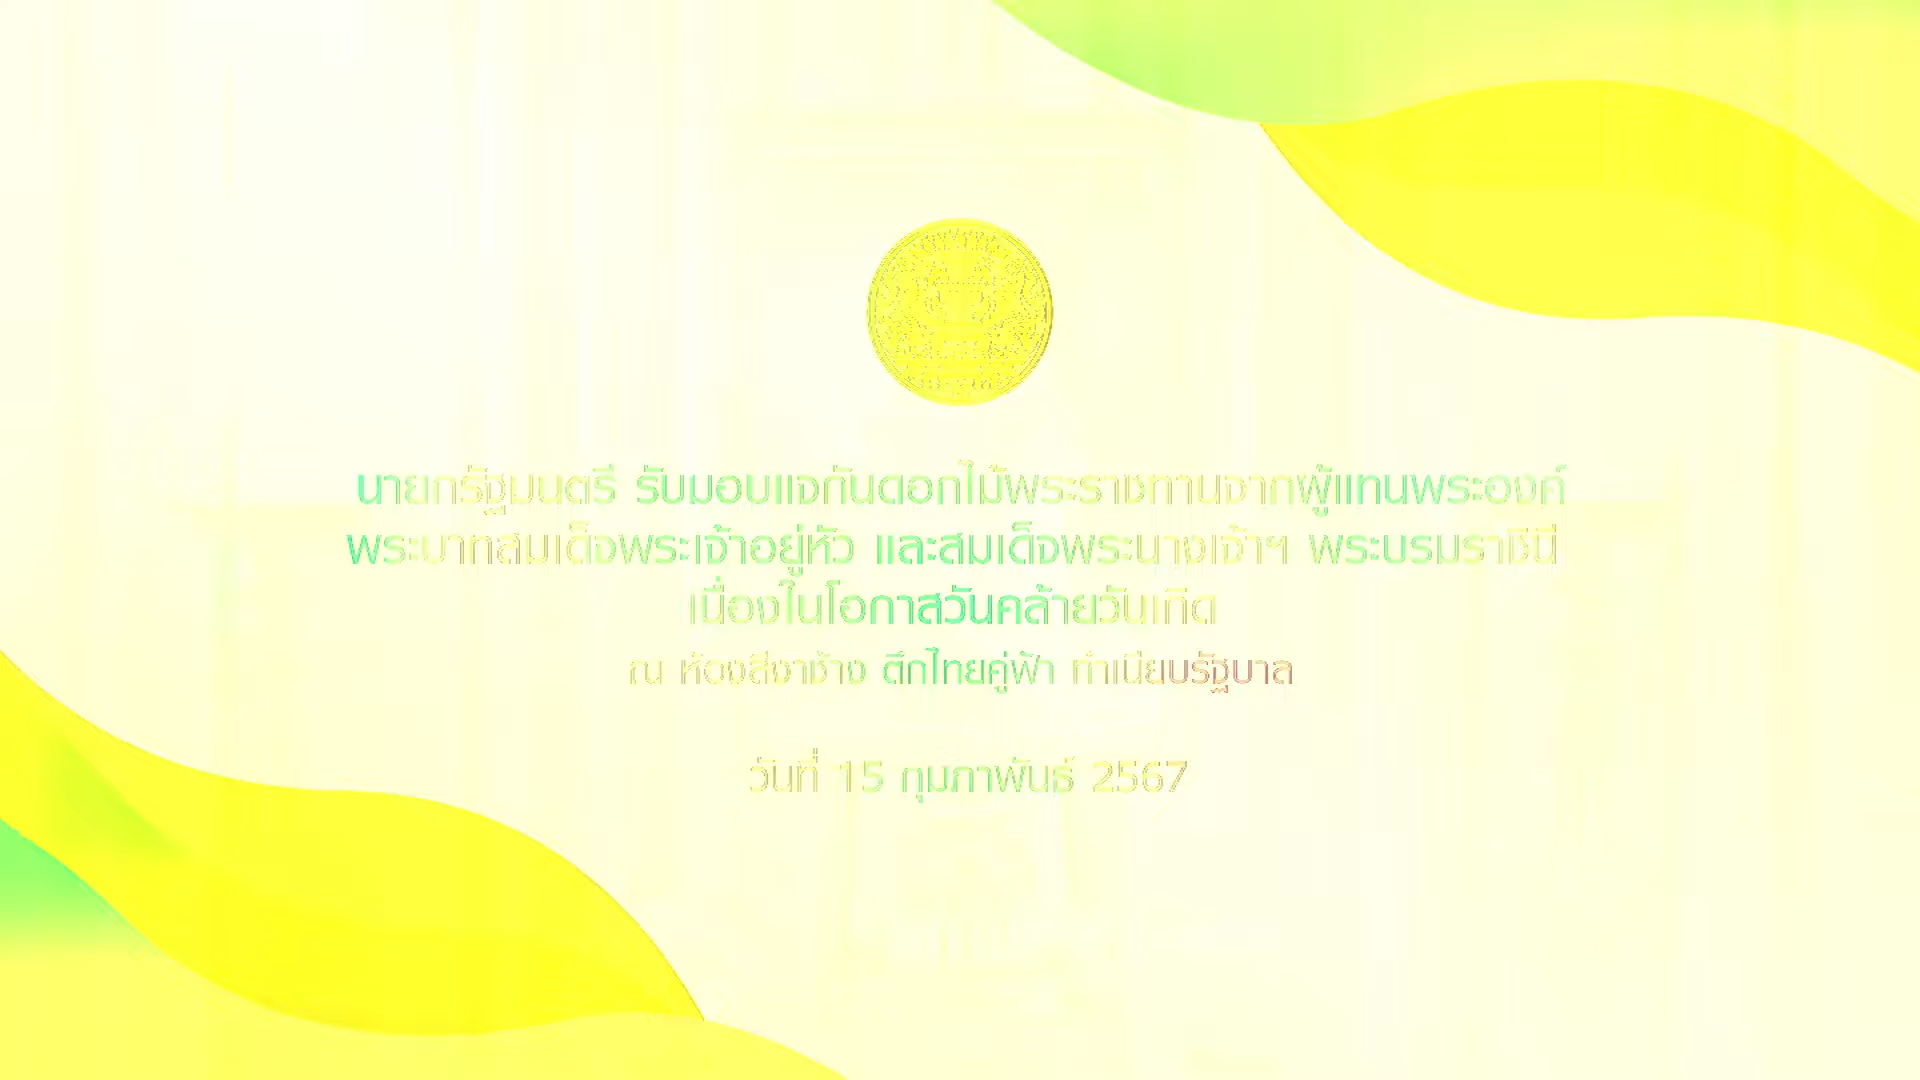 นายกรัฐมนตรี รับมอบแจกันดอกไม้พระราชทานจากผู้แทนพระองค์
พระบาทสมเด็จพระเจ้าอยู่หัว และสมเด็จพระนางเจ้าฯ พระบรมราชินี
เนื่องในโอกาสวันคล้ายวันเกิด
ณ ห้องสีงาช้าง ตึกไทยคู่ฟ้า ทำเนียบรัฐบาล
วันที่ 15 กุมภาพันธ์ 2567